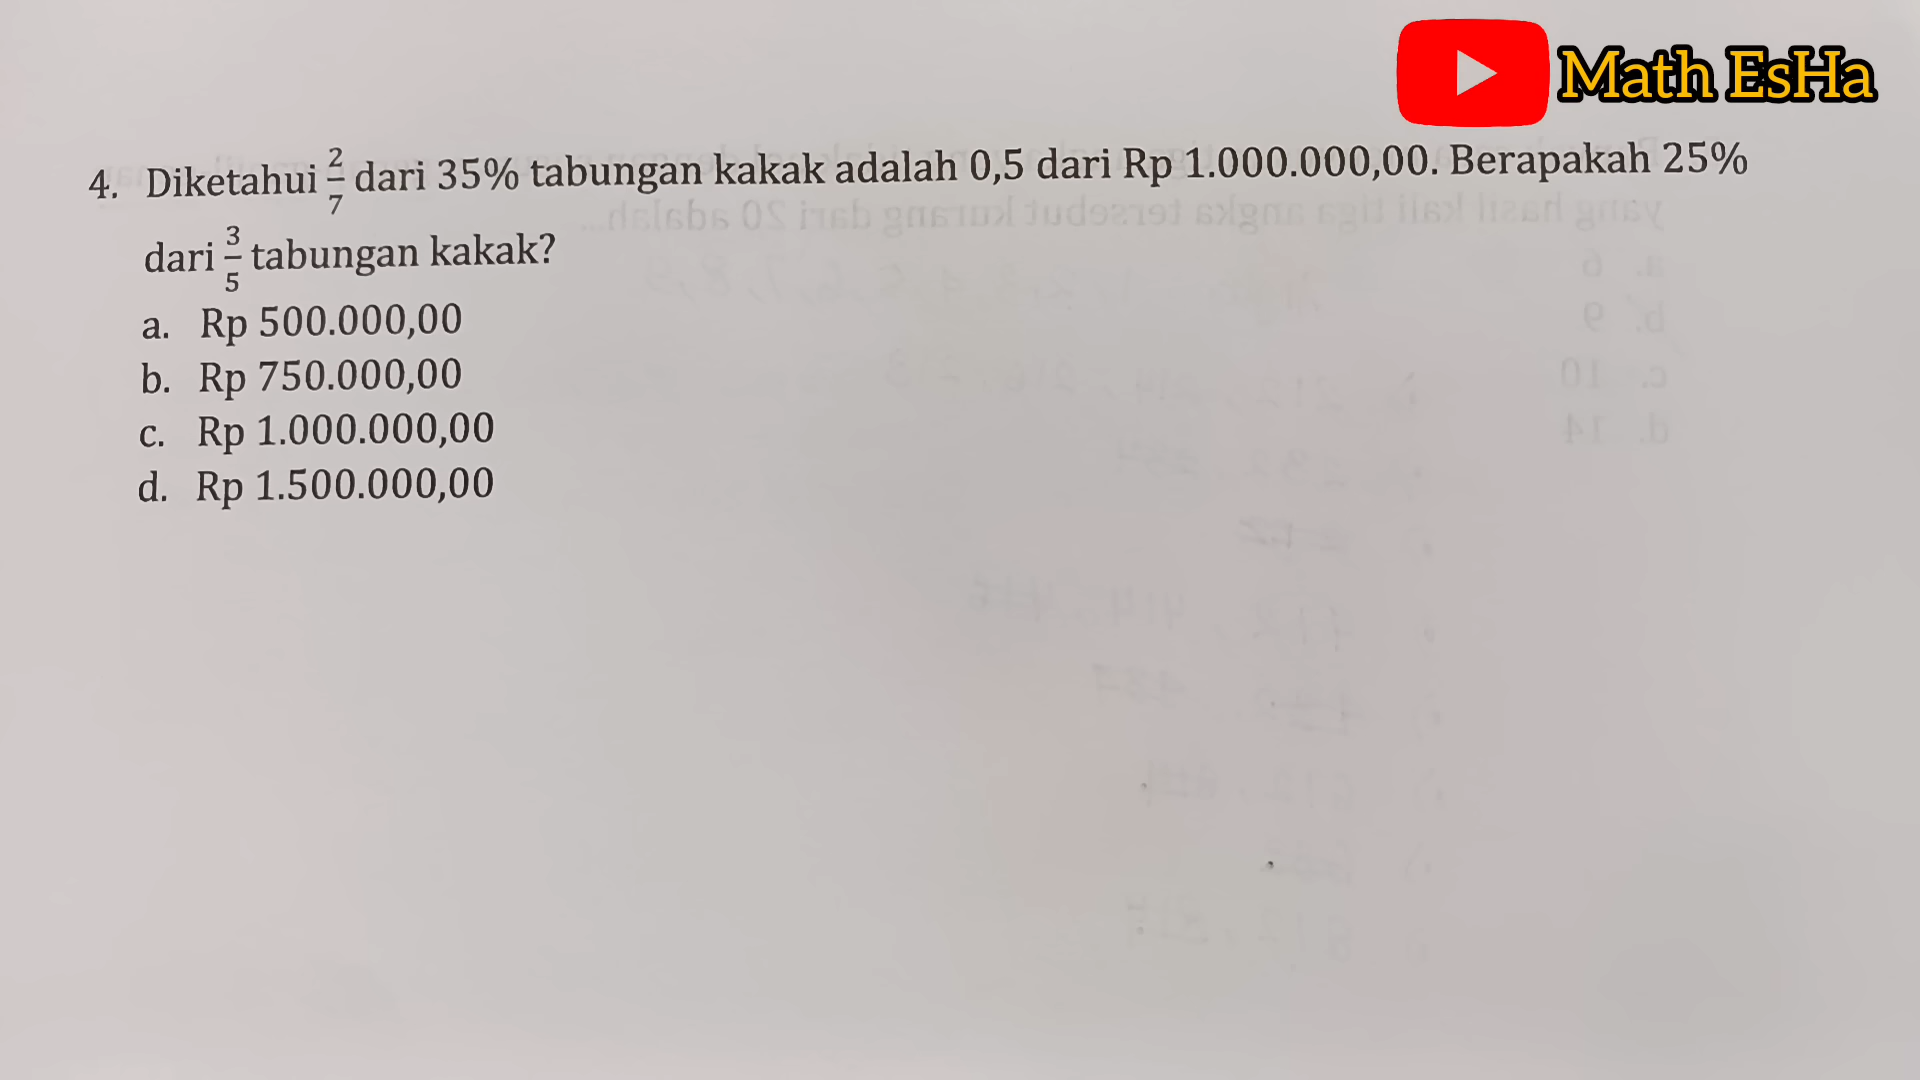 Math EsHa
4. Diketahui 2/7 dari 35% tabungan kakak adalah 0,5 dari Rp 1.000.000,00. Berapakah 25%
dari 3/5 tabungan kakak?
a. Rp 500.000,00
b. Rp 750.000,00
c. Rp 1.000.000,00
d. Rp 1.500.000,00